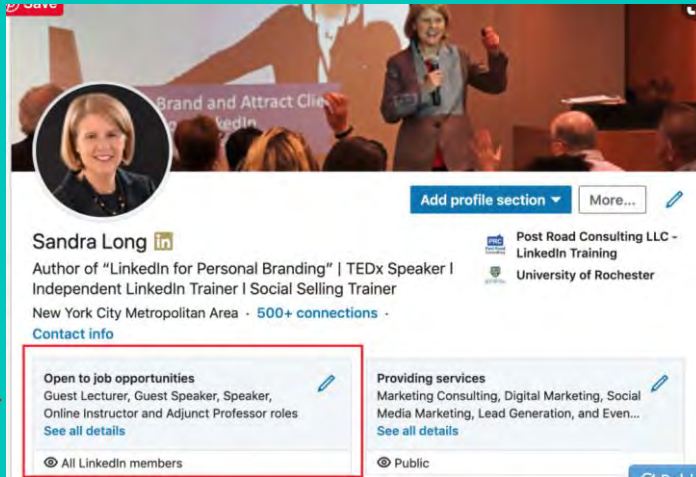 Save
Brand and Attract Clie
Add profile section
More...
Sandra Long in
Post Road Consulting LLC -
LinkedIn Training
Author of “LinkedIn for Personal Branding” | TEDx Speaker l
Independent LinkedIn Trainer l Social Selling Trainer
University of Rochester
New York City Metropolitan Area · 500+ connections ·
Contact info
Open to job opportunities
Guest Lecturer, Guest Speaker, Speaker,
Online Instructor and Adjunct Professor roles
See all details
All LinkedIn members
Providing services
Marketing Consulting, Digital Marketing, Social
Media Marketing, Lead Generation, and Even...
See all details
Public